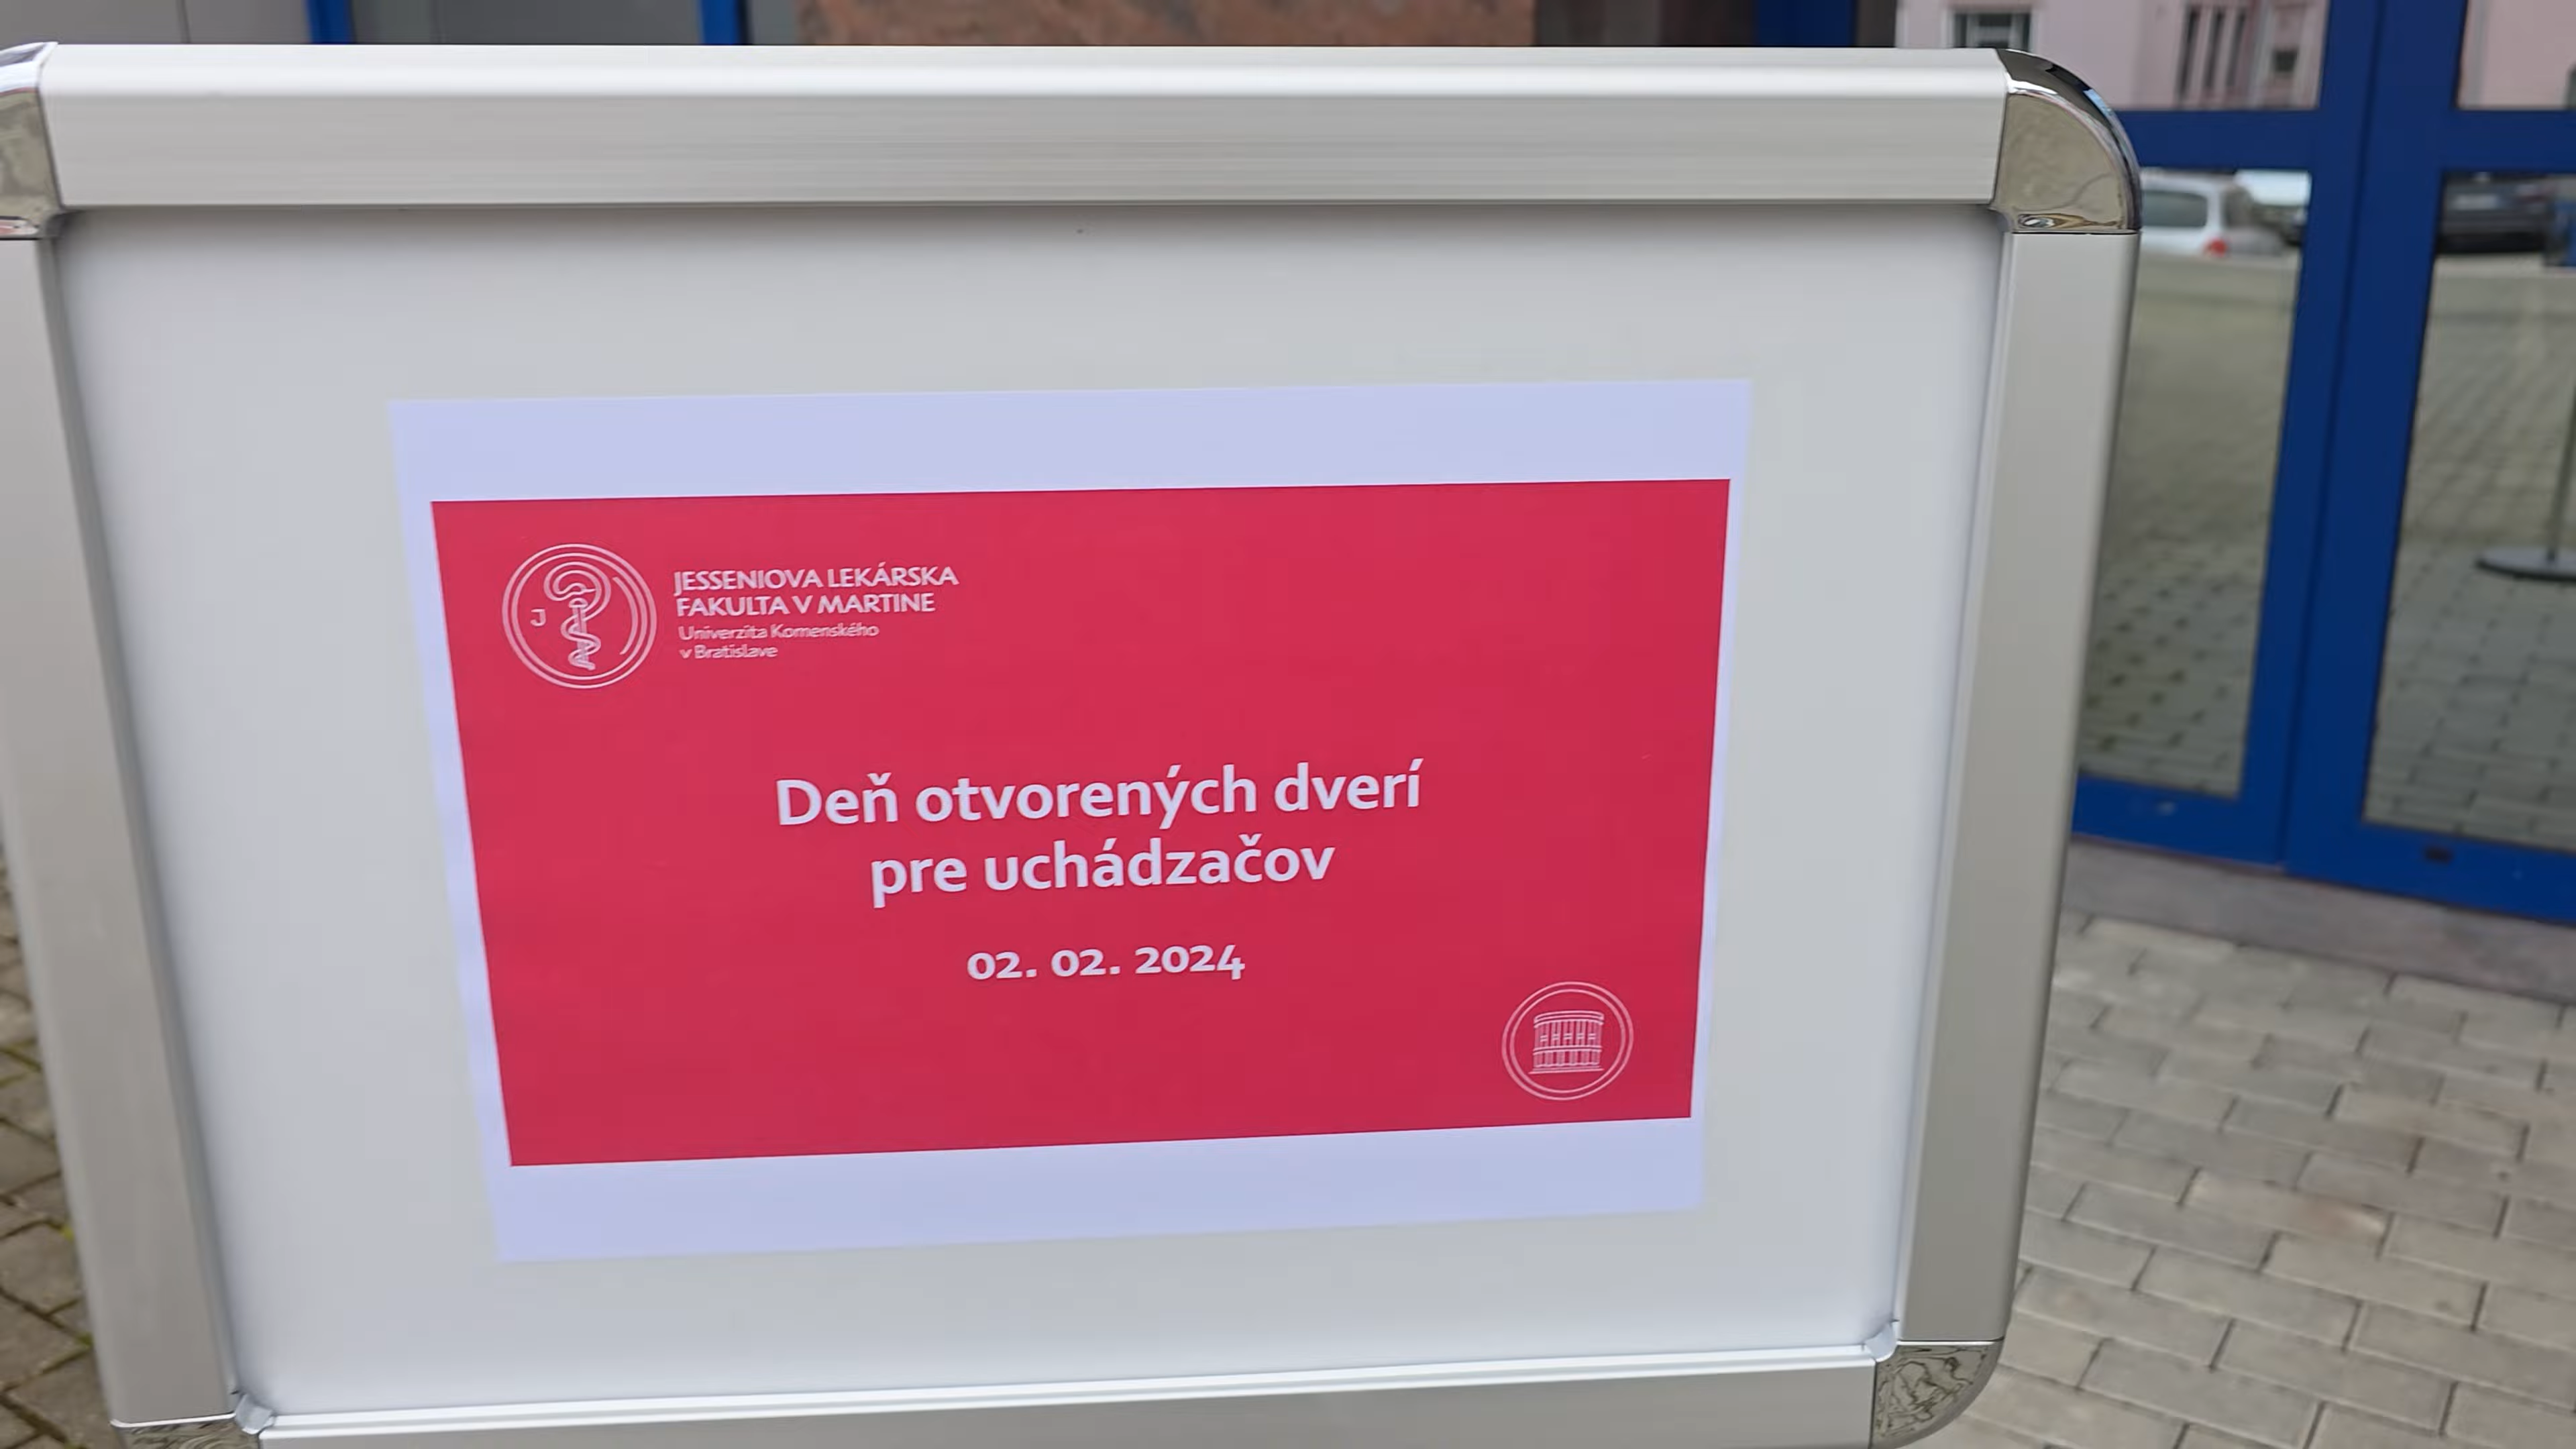 J
JESSENIOVA LEKÁRSKA
FAKULTA V MARTINE
Univerzita Komenského
v Bratislave
Deň otvorených dverí
pre uchádzačov
02. 02. 2024